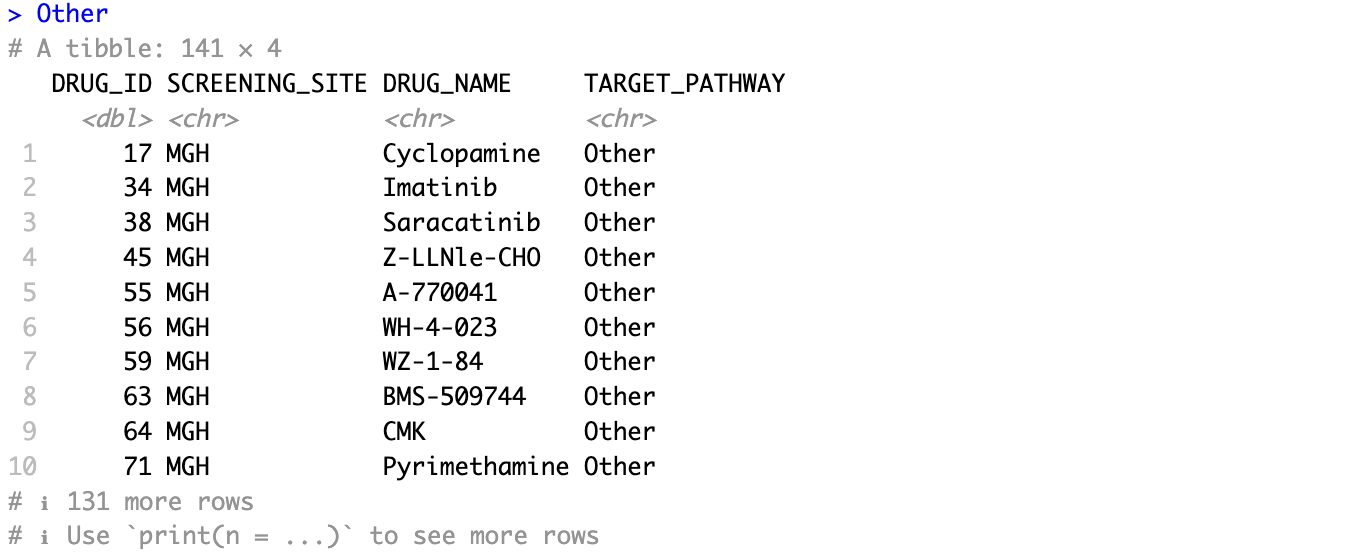 > Other
# A tibble: 141 × 4
   DRUG_ID SCREENING_SITE DRUG_NAME     TARGET_PATHWAY
     <dbl> <chr>          <chr>         <chr>
 1      17 MGH            Cyclopamine   Other
 2      34 MGH            Imatinib      Other
 3      38 MGH            Saracatinib   Other
 4      45 MGH            Z-LLNle-CHO   Other
 5      55 MGH            A-770041      Other
 6      56 MGH            WH-4-023      Other
 7      59 MGH            WZ-1-84       Other
 8      63 MGH            BMS-509744    Other
 9      64 MGH            CMK           Other
10      71 MGH            Pyrimethamine Other
# ℹ 131 more rows
# ℹ Use `print(n = ...)` to see more rows